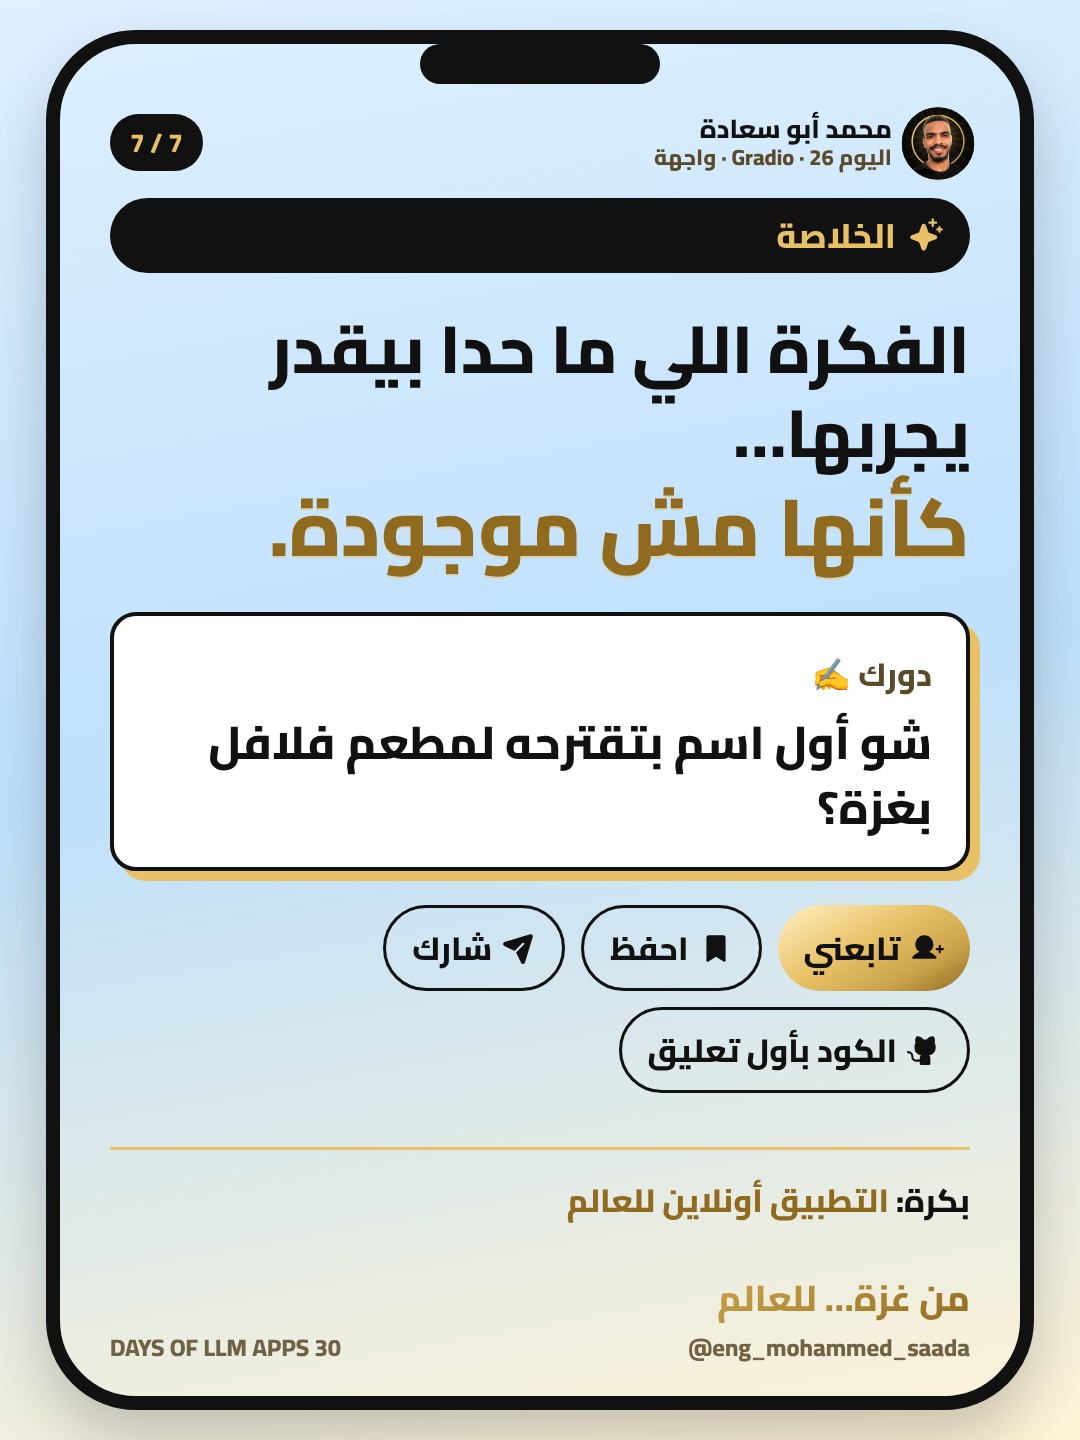 محمد أبو سعادة
اليوم 26 · Gradio · واجهة
7 / 7
الخلاصة
الفكرة اللي ما حدا بيقدر
يجربها...
كأنها مش موجودة.
دورك ✍️
شو أول اسم بتقترحه لمطعم فلافل
بغزة؟
تابعني
احفظ
شارك
الكود بأول تعليق
بكرة: التطبيق أونلاين للعالم
من غزة... للعالم
@eng_mohammed_saada
DAYS OF LLM APPS 30